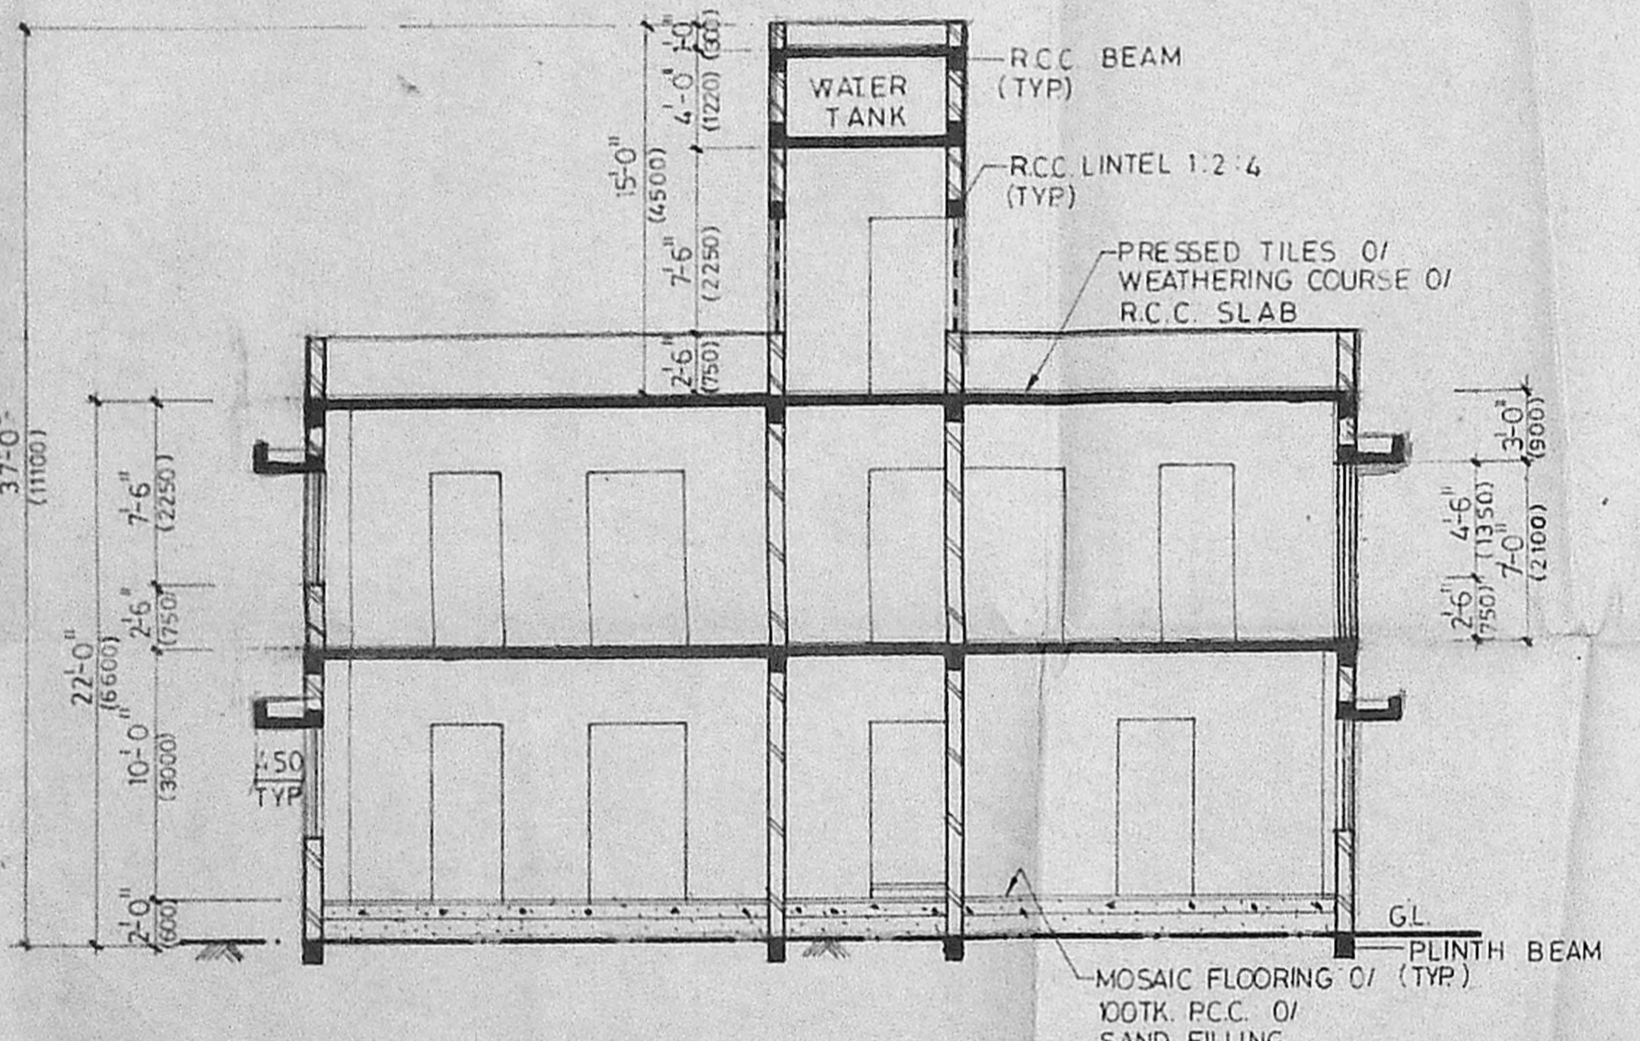 R.C.C. BEAM
(TYP.)
WATER
TANK
R.C.C. LINTEL 1:2:4
(TYP.)
PRESSED TILES O/
WEATHERING COURSE O/
R.C.C. SLAB
1'-0"
(300)
4'-0"
(1220)
15'-0"
(4500)
7'-6"
(2250)
2'-6"
(750)
37'-0"
(11100)
22'-0"
(6600)
7'-6"
(2250)
2'-6"
(750)
10'-0"
(3000)
2'-0"
(600)
TYP
3'-0"
(900)
4'-6"
(1350)
7'-0"
(2100)
2'-6"
(750)
G.L.
PLINTH BEAM
(TYP.)
MOSAIC FLOORING O/
100TK. P.C.C. O/
SAND FILLING